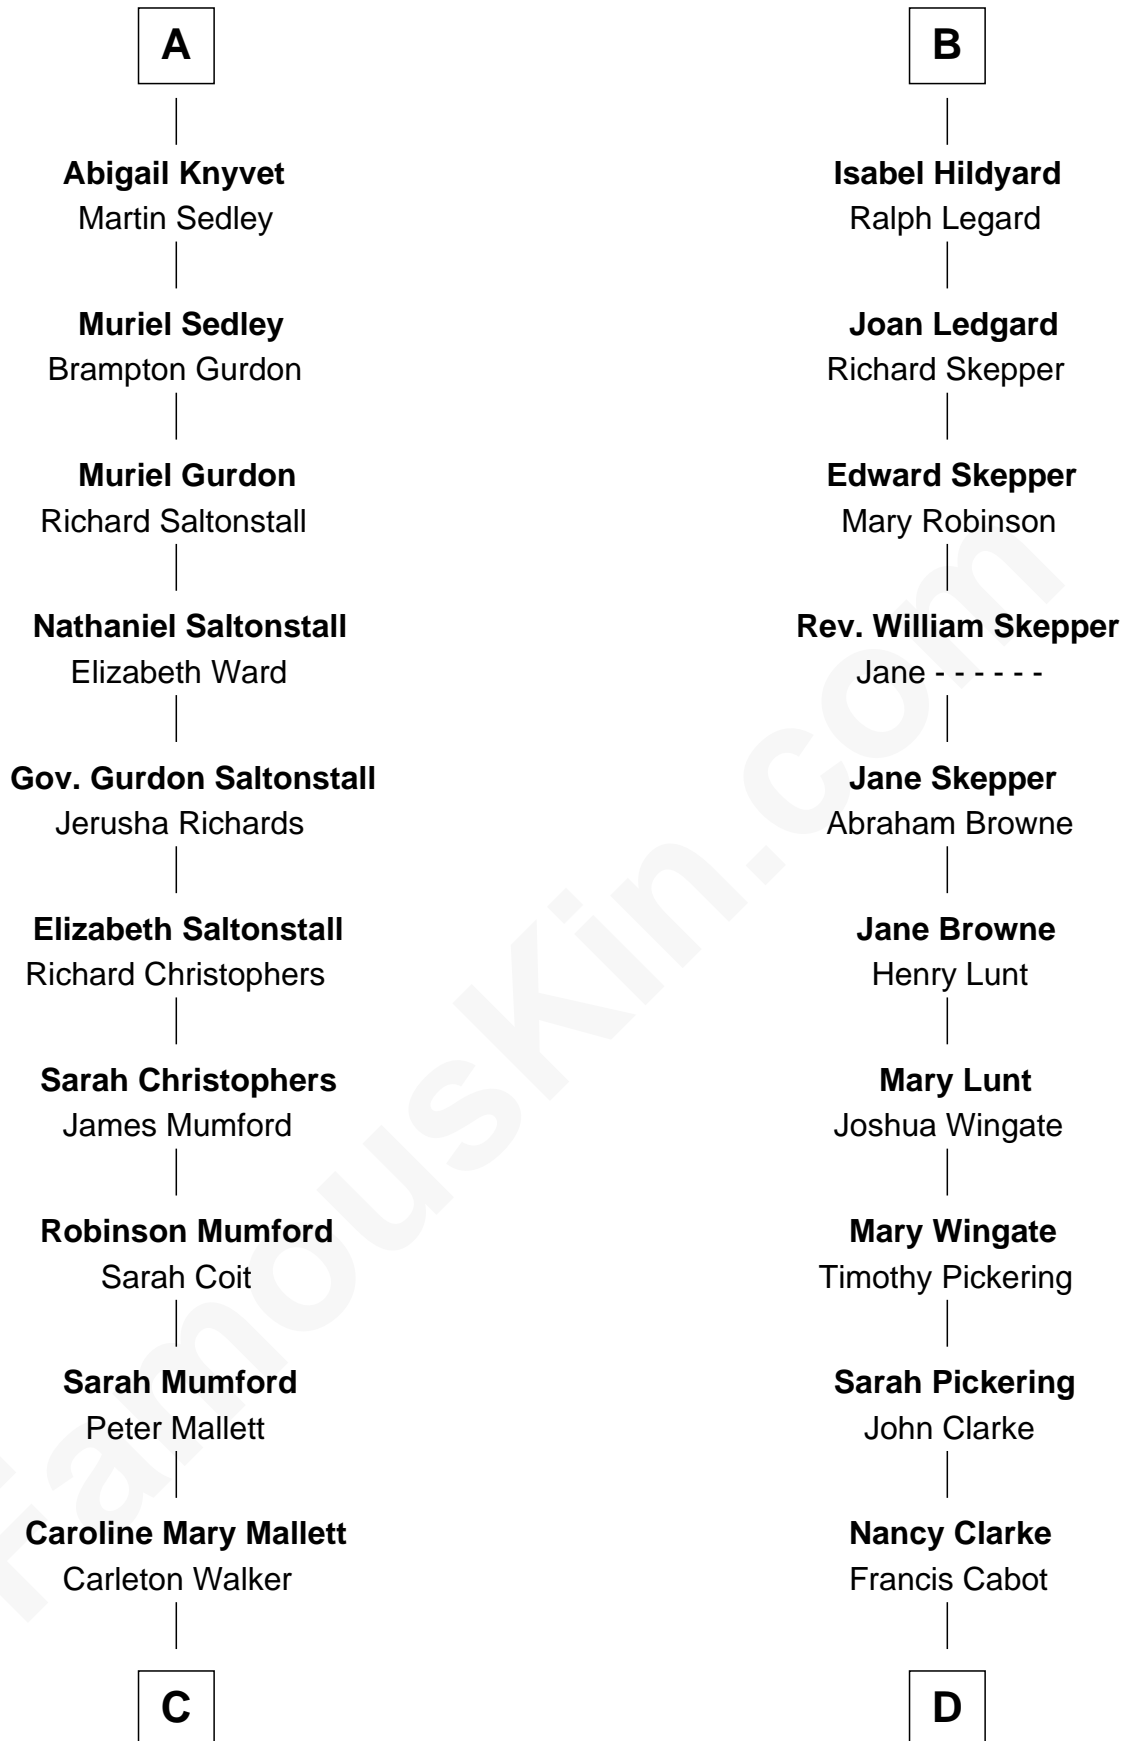 A
Abigail Knyvet
Martin Sedley
Muriel Sedley
Brampton Gurdon
Muriel Gurdon
Richard Saltonstall
Nathaniel Saltonstall
Elizabeth Ward
Gov. Gurdon Saltonstall
Jerusha Richards
Elizabeth Saltonstall
Richard Christophers
Sarah Christophers
James Mumford
Robinson Mumford
Sarah Coit
Sarah Mumford
Peter Mallett
Caroline Mary Mallett
Carleton Walker
C
B
Isabel Hildyard
Ralph Legard
Joan Ledgard
Richard Skepper
Edward Skepper
Mary Robinson
Rev. William Skepper
Jane - - - - - -
Jane Skepper
Abraham Browne
Jane Browne
Henry Lunt
Mary Lunt
Joshua Wingate
Mary Wingate
Timothy Pickering
Sarah Pickering
John Clarke
Nancy Clarke
Francis Cabot
D
FamousKin.com